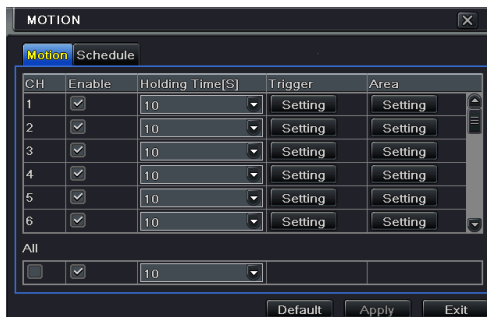 MOTION
Motion Schedule
CH Enable Holding Time[S] Trigger Area
1 10 Setting Setting
2 10 Setting Setting
3 10 Setting Setting
4 10 Setting Setting
5 10 Setting Setting
6 10 Setting Setting
All
10
Default Apply Exit